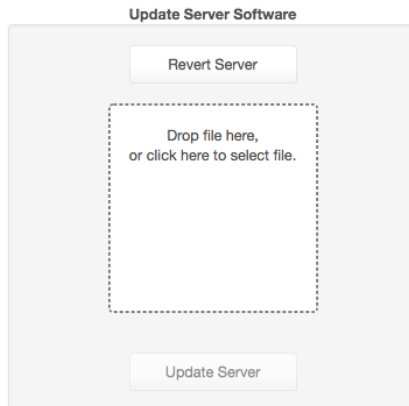 Update Server Software
Revert Server
Drop file here,
or click here to select file.
Update Server